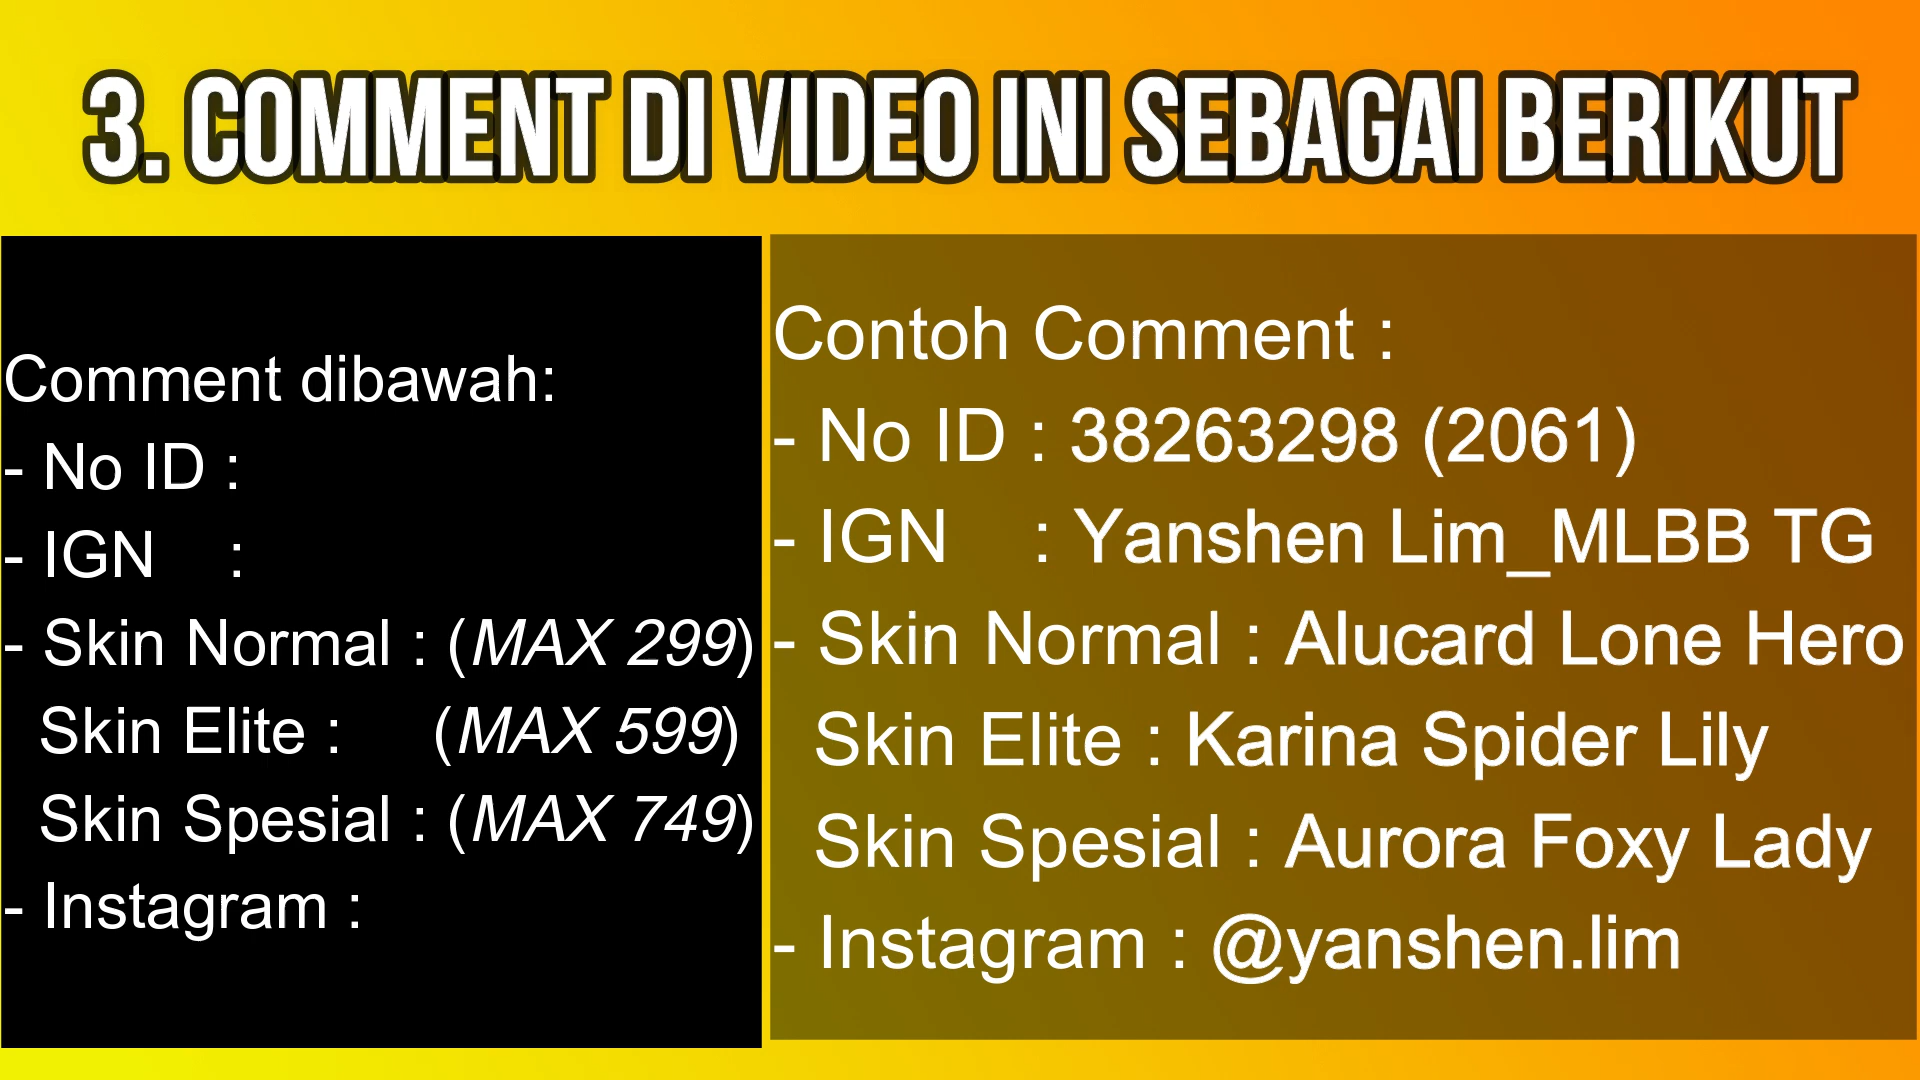 3. COMMENT DI VIDEO INI SEBAGAI BERIKUT
Comment dibawah:
- No ID :
- IGN :
- Skin Normal : (MAX 299)
Skin Elite : (MAX 599)
Skin Spesial : (MAX 749)
- Instagram :
Contoh Comment :
- No ID : 38263298 (2061)
- IGN : Yanshen Lim_MLBB TG
- Skin Normal : Alucard Lone Hero
Skin Elite : Karina Spider Lily
Skin Spesial : Aurora Foxy Lady
- Instagram : @yanshen.lim